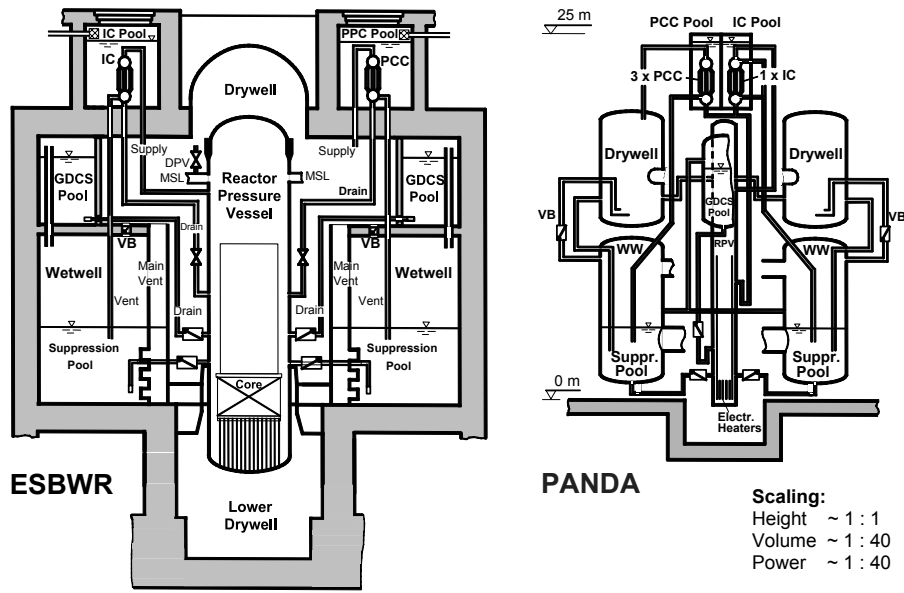 IC Pool
IC
PPC Pool
PCC
Drywell
Supply
Supply
DPV
MSL
MSL
Reactor
Pressure
Vessel
GDCS
Pool
GDCS
Pool
Drain
Drain
VB
VB
Wetwell
Wetwell
Main
Vent
Main
Vent
Vent
Vent
Drain
Drain
Suppression
Pool
Suppression
Pool
Core
ESBWR
Lower
Drywell
25 m
PCC Pool
IC Pool
3 x PCC
1 x IC
Drywell
Drywell
GDCS
Pool
RPV
VB
VB
WW
WW
Suppr.
Pool
Suppr.
Pool
0 m
Electr.
Heaters
PANDA
Scaling:
Height ~ 1 : 1
Volume ~ 1 : 40
Power ~ 1 : 40